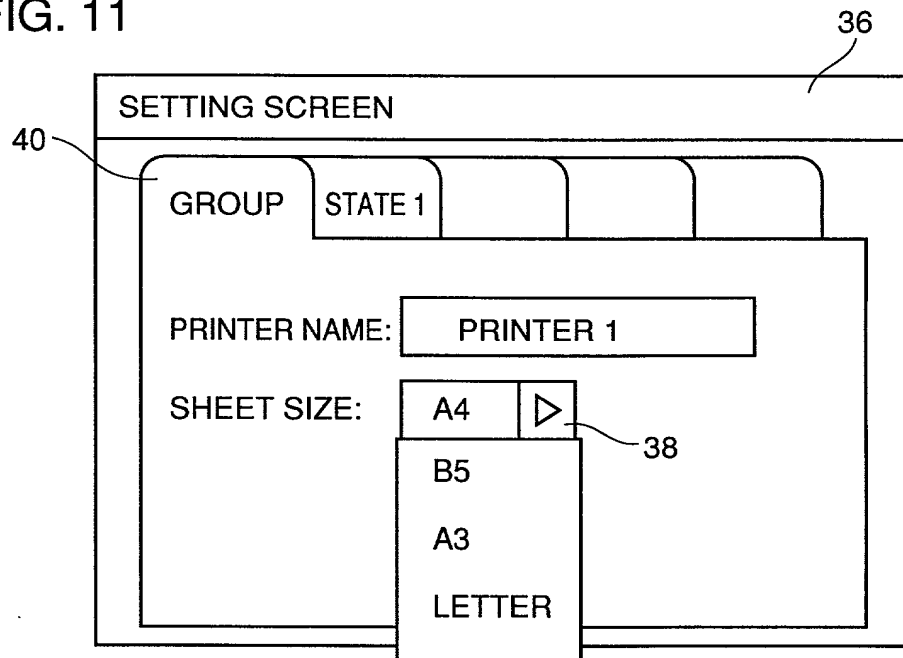 FIG. 11
36
SETTING SCREEN
40
GROUP STATE 1
PRINTER NAME: PRINTER 1
SHEET SIZE: A4
38
B5
A3
LETTER